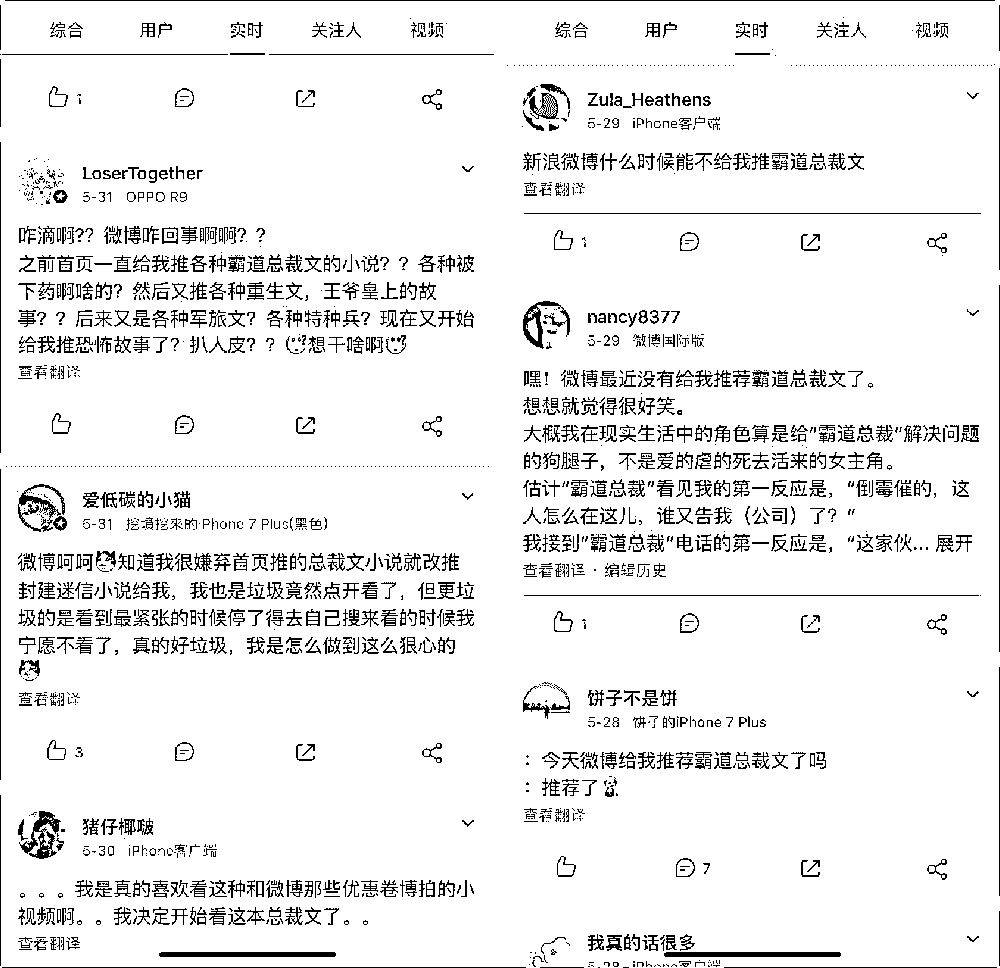 综合 用户 实时 关注人 视频
1
LoserTogether
5-31 OPPO R9
咋滴啊?？微博咋回事啊啊？？
之前首页一直给我推各种霸道总裁文的小说？？各种被
下药啊啥的？然后又推各种重生文，王爷皇上的故
事？？后来又是各种军旅文？各种特种兵？现在又开始
给我推恐怖故事了？扒人皮？？想干啥啊
查看翻译
爱低碳的小猫
5-31 挖墙挖来的iPhone 7 Plus(黑色)
微博呵呵知道我很嫌弃首页推的总裁文小说就改推
封建迷信小说给我，我也是垃圾竟然点开看了，但更垃
圾的是看到最紧张的时候停了得去自己搜来看的时候我
宁愿不看了，真的好垃圾，我是怎么做到这么狠心的
查看翻译
3
猪仔椰啵
5-30 iPhone客户端
。。。我是真的喜欢看这种和微博那些优惠卷博拍的小
视频啊。。我决定开始看这本总裁文了。。
查看翻译
综合 用户 实时 关注人 视频
Zula_Heathens
5-29 iPhone客户端
新浪微博什么时候能不给我推霸道总裁文
查看翻译
1
nancy8377
5-29 微博国际版
嘿！微博最近没有给我推荐霸道总裁文了。
想想就觉得很好笑。
大概我在现实生活中的角色算是给“霸道总裁”解决问题
的狗腿子，不是爱的虐的死去活来的女主角。
估计“霸道总裁”看见我的第一反应是，“倒霉催的，这
人怎么在这儿，谁又告我（公司）了？”
我接到“霸道总裁”电话的第一反应是，“这家伙... 展开
查看翻译 · 编辑历史
1
饼子不是饼
5-28 饼子的iPhone 7 Plus
：今天微博给我推荐霸道总裁文了吗
：推荐了
查看翻译
7
我真的话很多
5-28 iPhone客户端